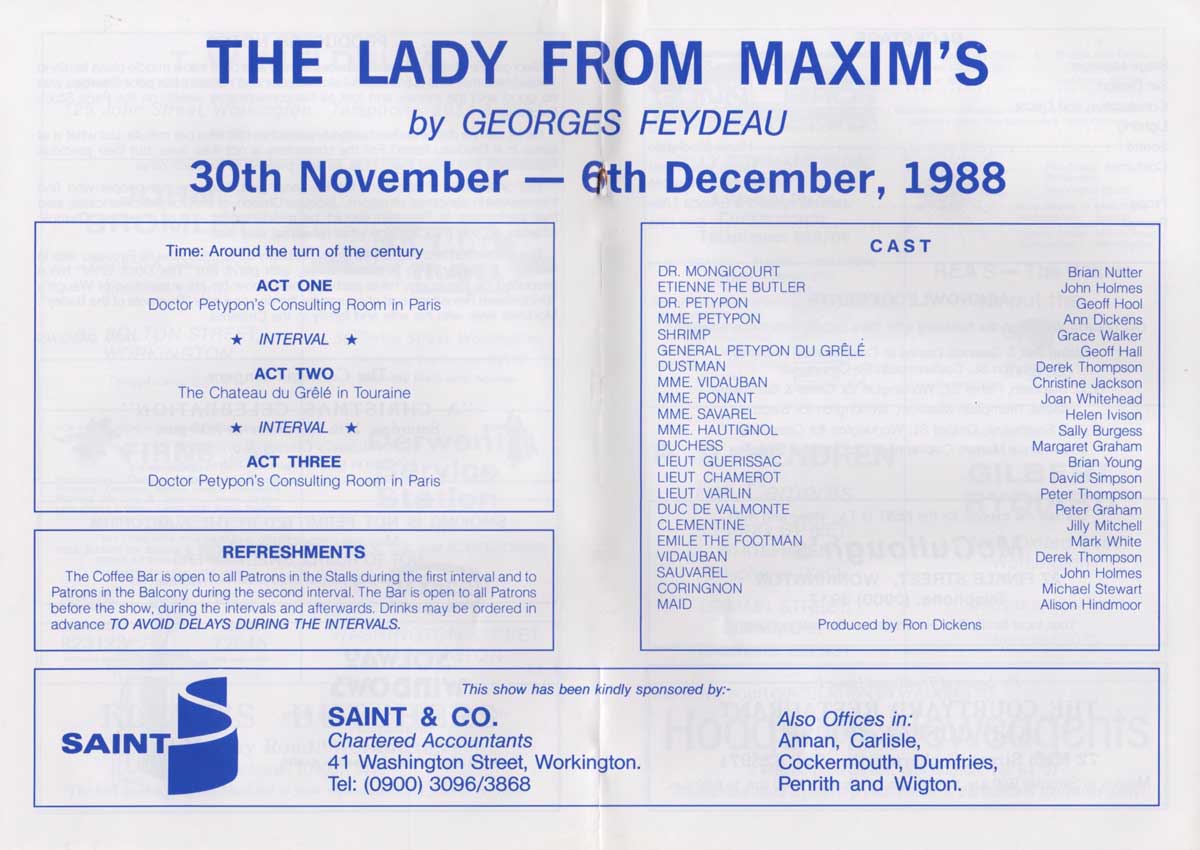 THE LADY FROM MAXIM'S
by GEORGES FEYDEAU
30th November — 6th December, 1988
Time: Around the turn of the century
ACT ONE
Doctor Petypon's Consulting Room in Paris
★ INTERVAL ★
ACT TWO
The Chateau du Grêlé in Touraine
★ INTERVAL ★
ACT THREE
Doctor Petypon's Consulting Room in Paris
REFRESHMENTS
The Coffee Bar is open to all Patrons in the Stalls during the first interval and to
Patrons in the Balcony during the second interval. The Bar is open to all Patrons
before the show, during the intervals and afterwards. Drinks may be ordered in
advance TO AVOID DELAYS DURING THE INTERVALS.
CAST
DR. MONGICOURT Brian Nutter
ETIENNE THE BUTLER John Holmes
DR. PETYPON Geoff Hool
MME. PETYPON Ann Dickens
SHRIMP Grace Walker
GENERAL PETYPON DU GRÊLÉ Geoff Hall
DUSTMAN Derek Thompson
MME. VIDAUBAN Christine Jackson
MME. PONANT Joan Whitehead
MME. SAVAREL Helen Ivison
MME. HAUTIGNOL Sally Burgess
DUCHESS Margaret Graham
LIEUT GUERISSAC Brian Young
LIEUT CHAMEROT David Simpson
LIEUT VARLIN Peter Thompson
DUC DE VALMONTE Peter Graham
CLEMENTINE Jilly Mitchell
EMILE THE FOOTMAN Mark White
VIDAUBAN Derek Thompson
SAUVAREL John Holmes
CORINGNON Michael Stewart
MAID Alison Hindmoor
Produced by Ron Dickens
This show has been kindly sponsored by:-
SAINT
SAINT & CO.
Chartered Accountants
41 Washington Street, Workington.
Tel: (0900) 3096/3868
Also Offices in:
Annan, Carlisle,
Cockermouth, Dumfries,
Penrith and Wigton.